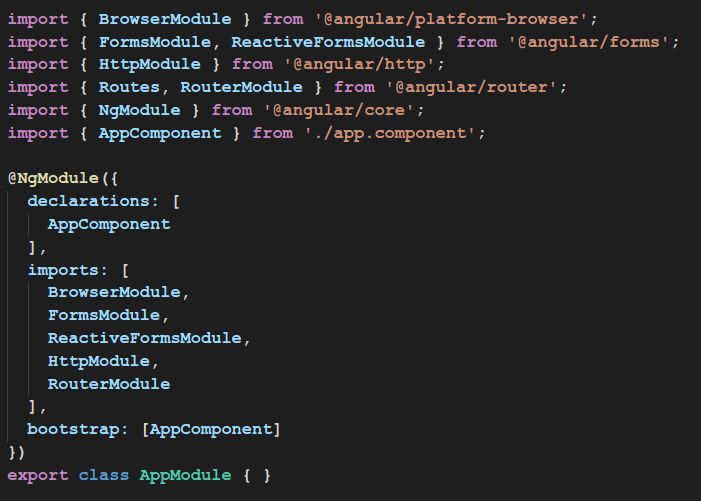 import { BrowserModule } from '@angular/platform-browser';
import { FormsModule, ReactiveFormsModule } from '@angular/forms';
import { HttpModule } from '@angular/http';
import { Routes, RouterModule } from '@angular/router';
import { NgModule } from '@angular/core';
import { AppComponent } from './app.component';

@NgModule({
  declarations: [
    AppComponent
  ],
  imports: [
    BrowserModule,
    FormsModule,
    ReactiveFormsModule,
    HttpModule,
    RouterModule
  ],
  bootstrap: [AppComponent]
})
export class AppModule { }